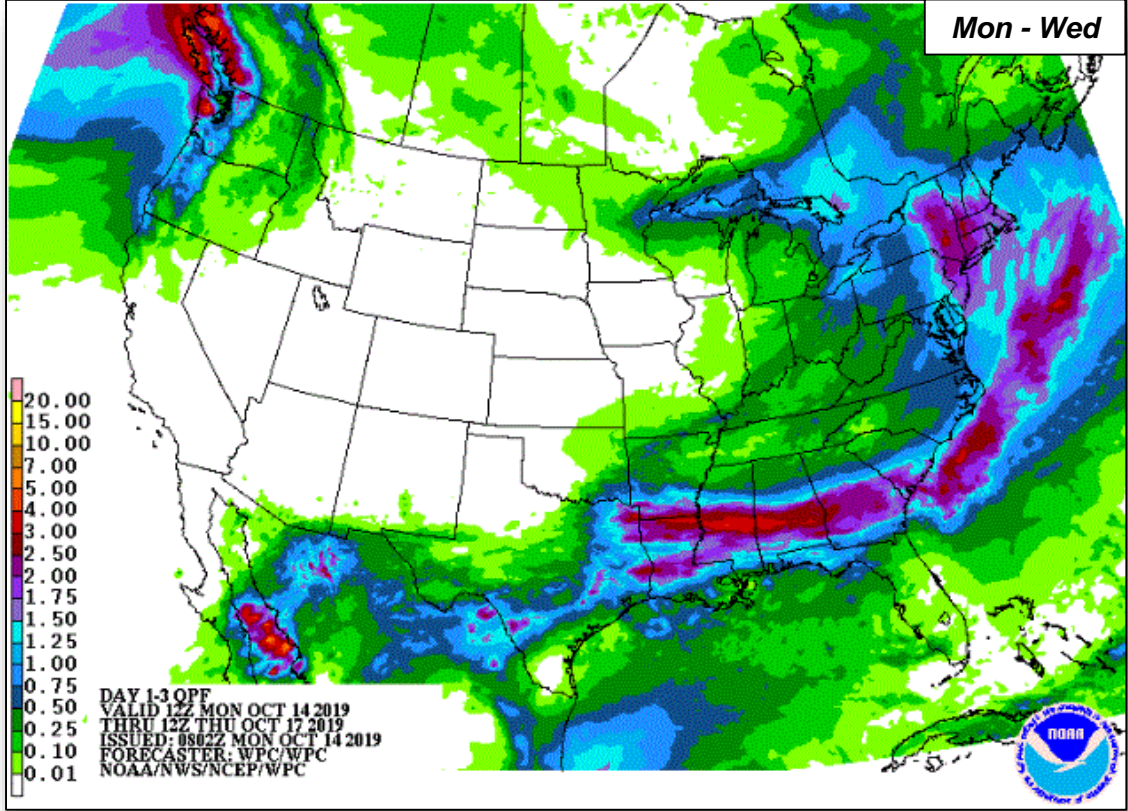 Mon - Wed
20.00
15.00
10.00
7.00
5.00
4.00
3.00
2.50
2.00
1.75
1.50
1.25
1.00
0.75
0.50
0.25
0.10
0.01
DAY 1-3 QPF
VALID 12Z MON OCT 14 2019
THRU 12Z THU OCT 17 2019
ISSUED: 0802Z MON OCT 14 2019
FORECASTER: WPC/WPC
NOAA/NWS/NCEP/WPC
NOAA